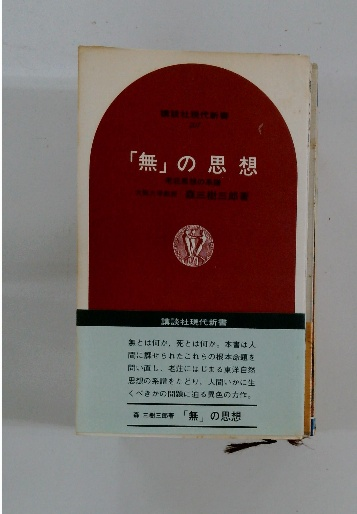 講談社現代新書
「無」の思想
講談社現代新書
無とは何か，死とは何か。本書は人
間に課せられたこれらの根本命題を
問い直し，老荘にはじまる東洋自然
思想の系譜をたどり，人間いかに生
くべきかの問題に迫る異色の力作。
森 三樹三郎著 「無」の思想